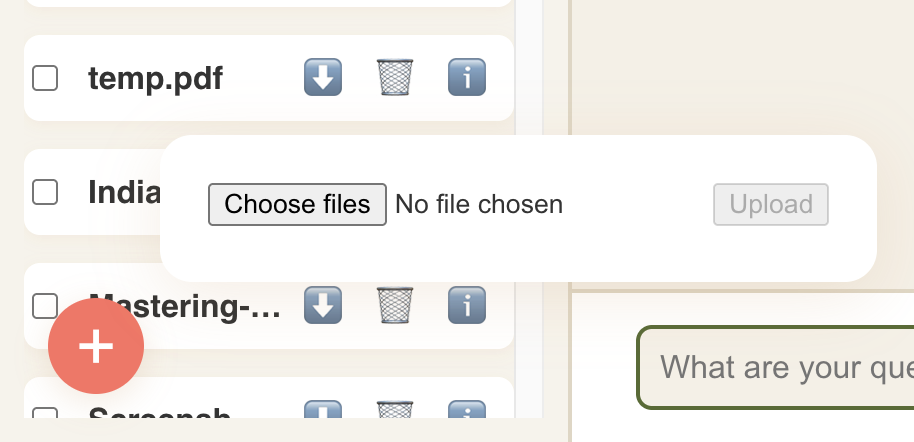 temp.pdf
India
Choose files No file chosen Upload
Mastering-...
What are your que